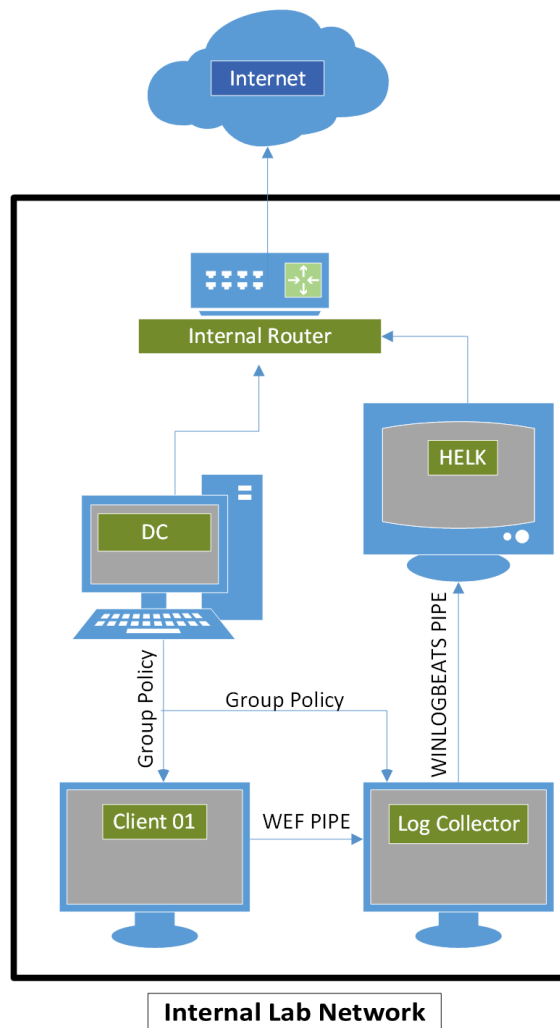 Internet
Internal Router
HELK
DC
WINLOGBEATS PIPE
Group Policy
Group Policy
Client 01
WEF PIPE
Log Collector
Internal Lab Network